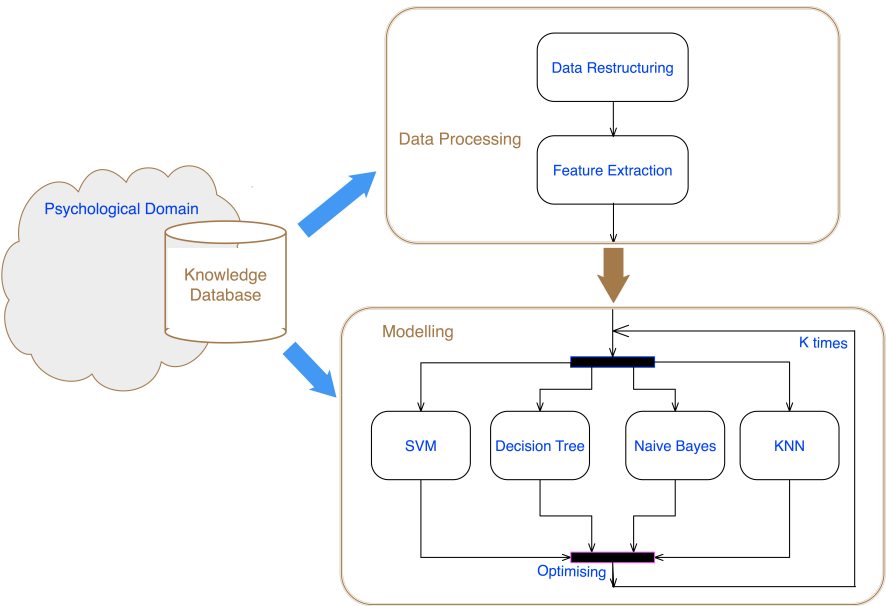 Data Restructuring
Data Processing
Feature Extraction
Psychological Domain
Knowledge
Database
Modelling
K times
SVM
Decision Tree
Naive Bayes
KNN
Optimising